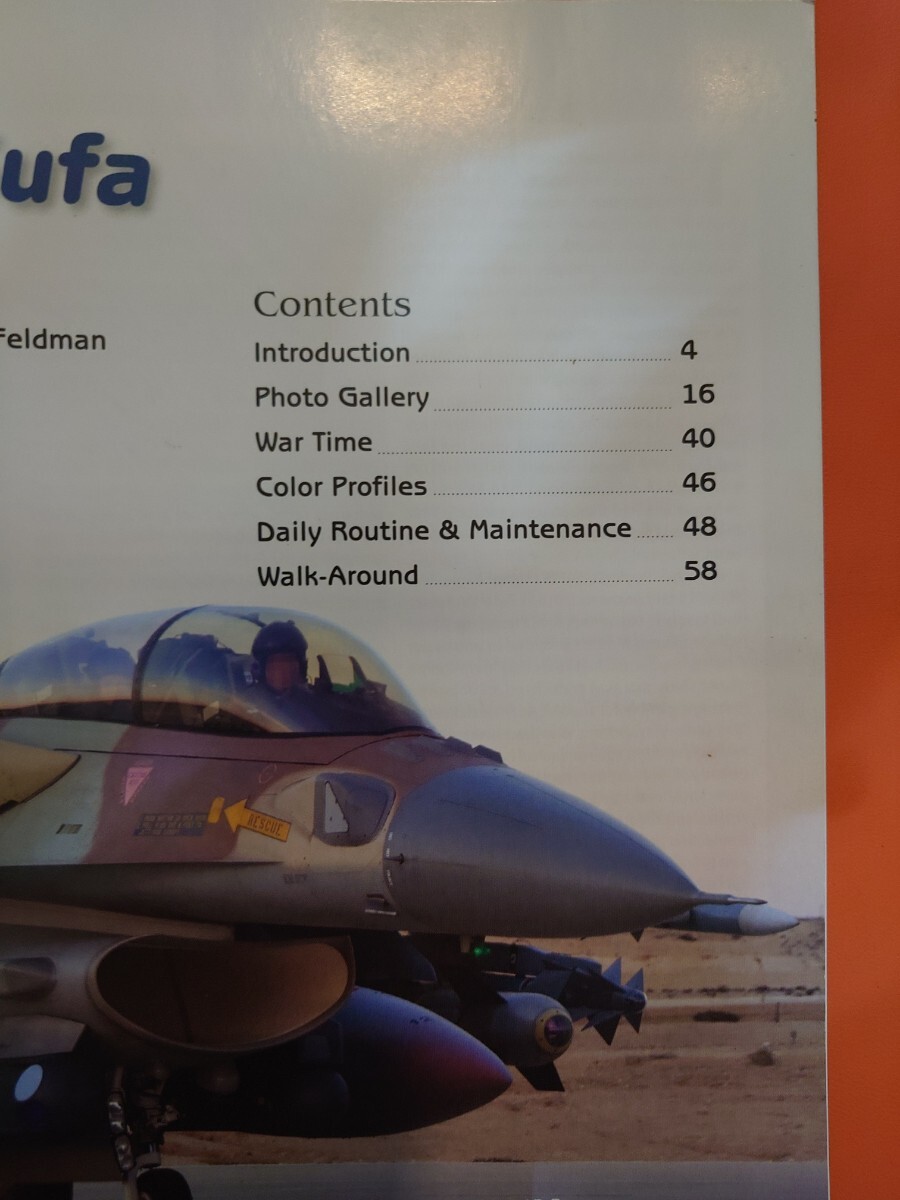 ufa
Feldman
Contents
Introduction 4
Photo Gallery 16
War Time 40
Color Profiles 46
Daily Routine & Maintenance 48
Walk-Around 58
RESCUE